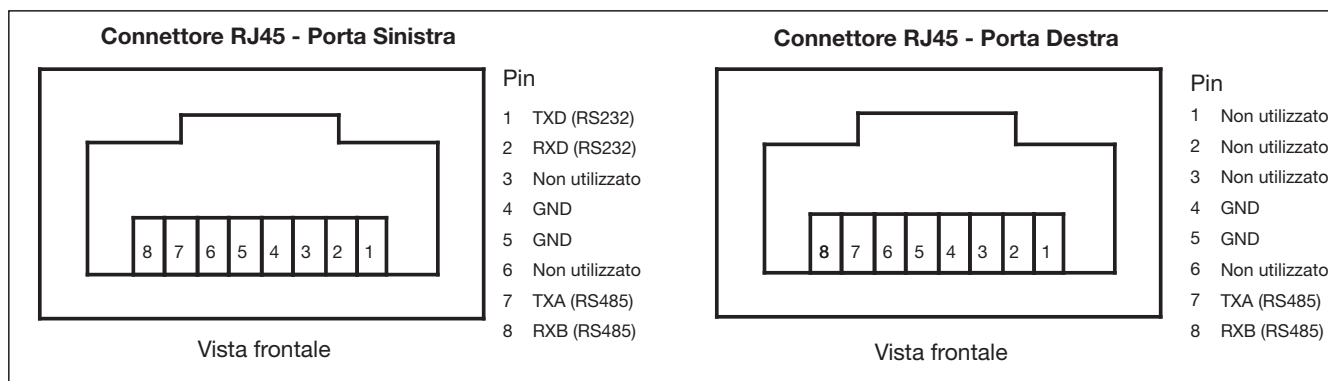 Connettore RJ45 - Porta Sinistra
Pin
1 TXD (RS232)
2 RXD (RS232)
3 Non utilizzato
4 GND
5 GND
6 Non utilizzato
7 TXA (RS485)
8 RXB (RS485)
8 7 6 5 4 3 2 1
Vista frontale
Connettore RJ45 - Porta Destra
Pin
1 Non utilizzato
2 Non utilizzato
3 Non utilizzato
4 GND
5 GND
6 Non utilizzato
7 TXA (RS485)
8 RXB (RS485)
8 7 6 5 4 3 2 1
Vista frontale